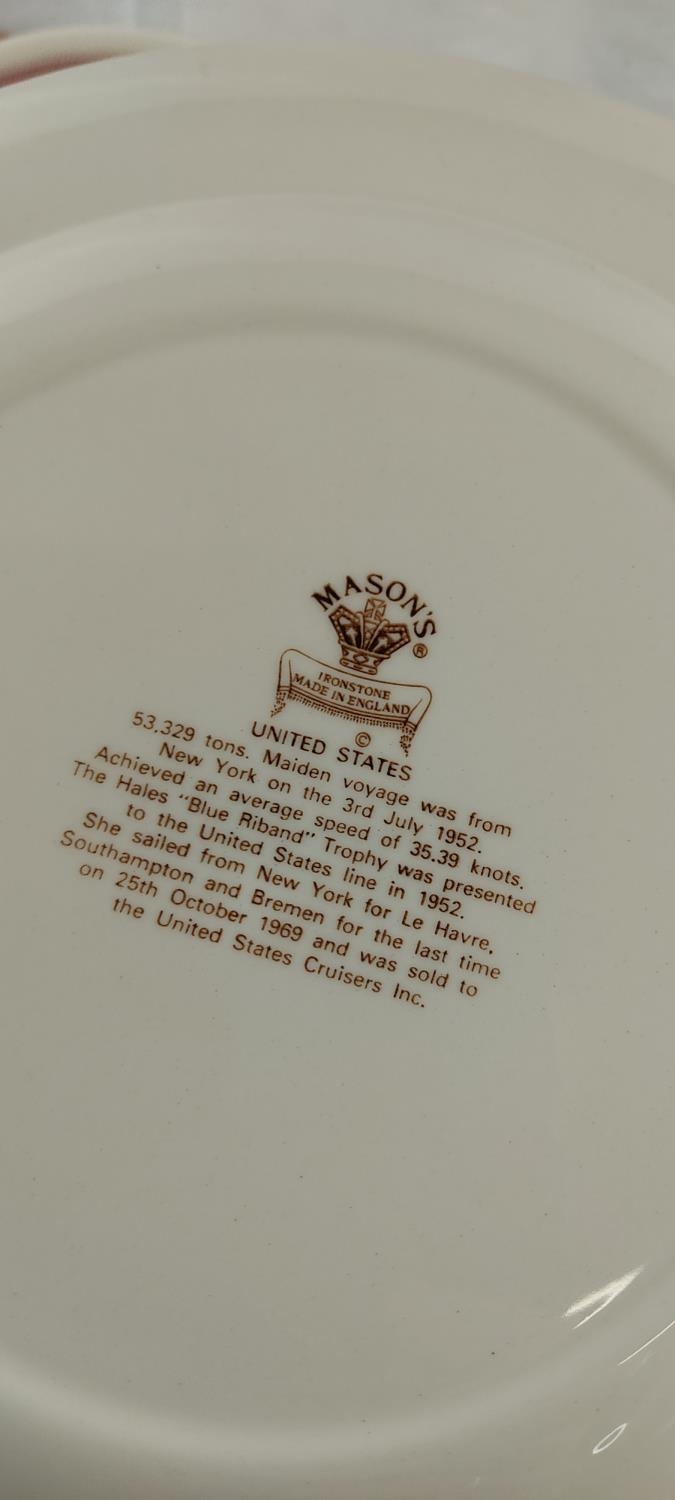 MASON'S ®
IRONSTONE
MADE IN ENGLAND
©
UNITED STATES
53,329 tons. Maiden voyage was from
New York on the 3rd July 1952.
Achieved an average speed of 35.39 knots.
The Hales "Blue Riband" Trophy was presented
to the United States line in 1952.
She sailed from New York for Le Havre,
Southampton and Bremen for the last time
on 25th October 1969 and was sold to
the United States Cruisers Inc.